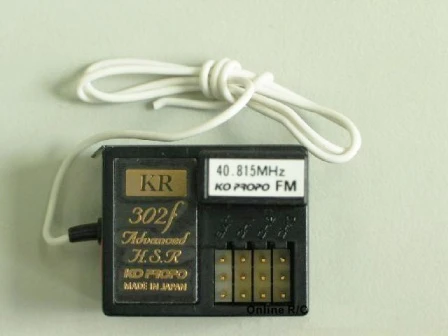 KR
302f
Advanced
H.S.R
KO PROPO
MADE IN JAPAN
40.815MHz
KO PROPO FM
Online R/C